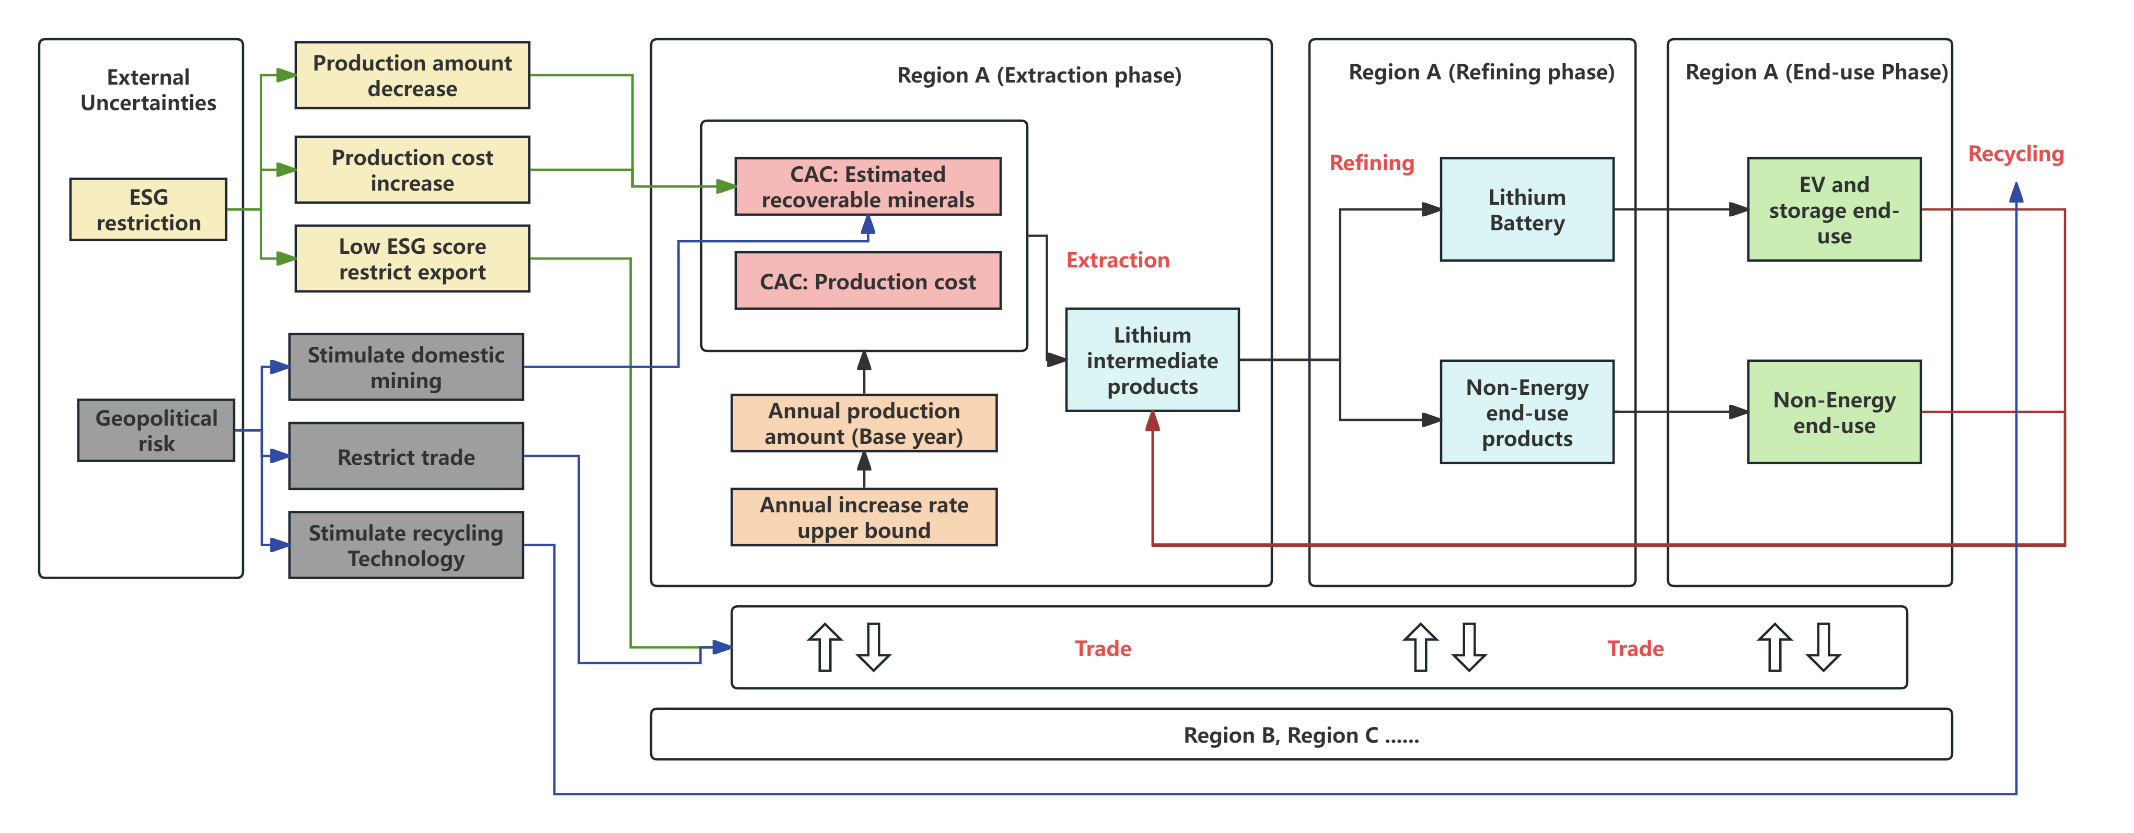 External
Uncertainties
ESG
restriction
Geopolitical
risk
Production amount
decrease
Production cost
increase
Low ESG score
restrict export
Stimulate domestic
mining
Restrict trade
Stimulate recycling
Technology
Region A (Extraction phase)
CAC: Estimated
recoverable minerals
CAC: Production cost
Annual production
amount (Base year)
Annual increase rate
upper bound
Extraction
Lithium
intermediate
products
Region A (Refining phase)
Refining
Lithium
Battery
Non-Energy
end-use
products
Region A (End-use Phase)
EV and
storage end-
use
Non-Energy
end-use
Recycling
Trade
Trade
Region B, Region C ......